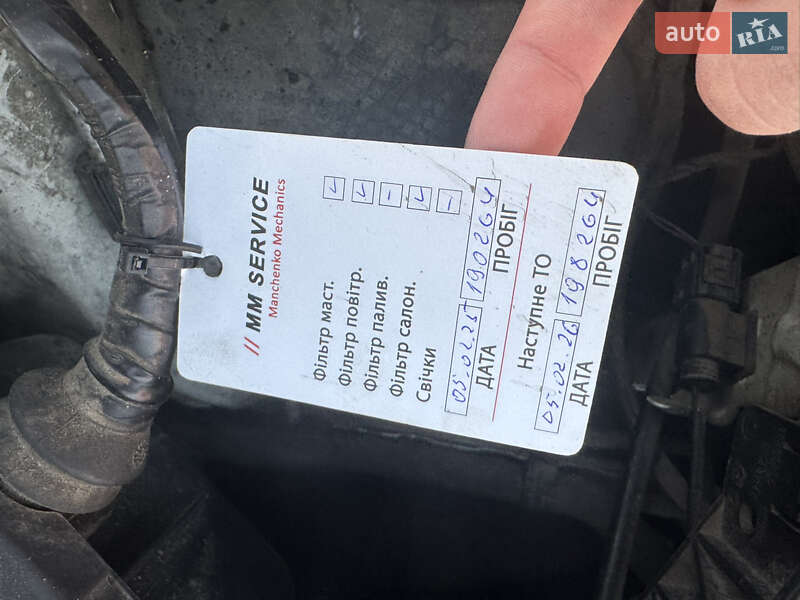 // MM SERVICE
Manchenko Mechanics
Фільтр маст. ✓
Фільтр повітр. ✓
Фільтр палив. –
Фільтр салон. ✓
Свічки –
05.02.25 190264
ДАТА ПРОБІГ
Наступне ТО
05.02.26 198264
ДАТА ПРОБІГ
auto RIA
.com